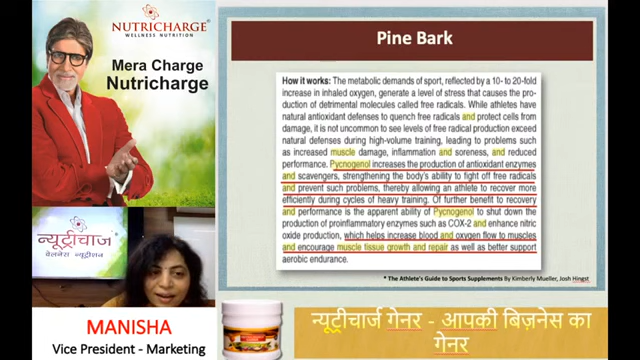 NUTRICHARGE
WELLNESS NUTRITION
Mera Charge
Nutricharge
न्यूट्रीचार्ज
वेलनेस न्यूट्रीशन
MANISHA
Vice President - Marketing
Pine Bark
How it works: The metabolic demands of sport, reflected by a 10- to 20-fold
increase in inhaled oxygen, generate a level of stress that causes the pro-
duction of detrimental molecules called free radicals. While athletes have
natural antioxidant defenses to quench free radicals and protect cells from
damage, it is not uncommon to see levels of free radical production exceed
natural defenses during high-volume training, leading to problems such
as increased muscle damage, inflammation and soreness, and reduced
performance. Pycnogenol increases the production of antioxidant enzymes
and scavengers, strengthening the body's ability to fight off free radicals
and prevent such problems, thereby allowing an athlete to recover more
efficiently during cycles of heavy training. Of further benefit to recovery
and performance is the apparent ability of Pycnogenol to shut down the
production of proinflammatory enzymes such as COX-2 and enhance nitric
oxide production, which helps increase blood and oxygen flow to muscles
and encourage muscle tissue growth and repair as well as better support
aerobic endurance.
* The Athlete's Guide to Sports Supplements By Kimberly Mueller, Josh Hingst
न्यूट्रीचार्ज गेनर - आपकी बिज़नेस का
गेनर